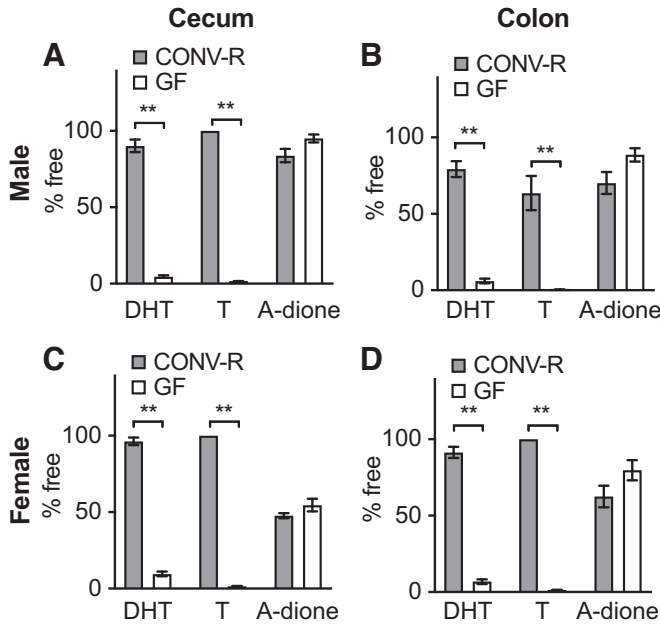 Cecum
Colon
Male
A
CONV-R
GF
% free
100
50
0
**
**
DHT T A-dione
B
CONV-R
GF
% free
100
50
0
**
**
DHT T A-dione
Female
C
CONV-R
GF
% free
100
50
0
**
**
DHT T A-dione
D
CONV-R
GF
% free
100
50
0
**
**
DHT T A-dione